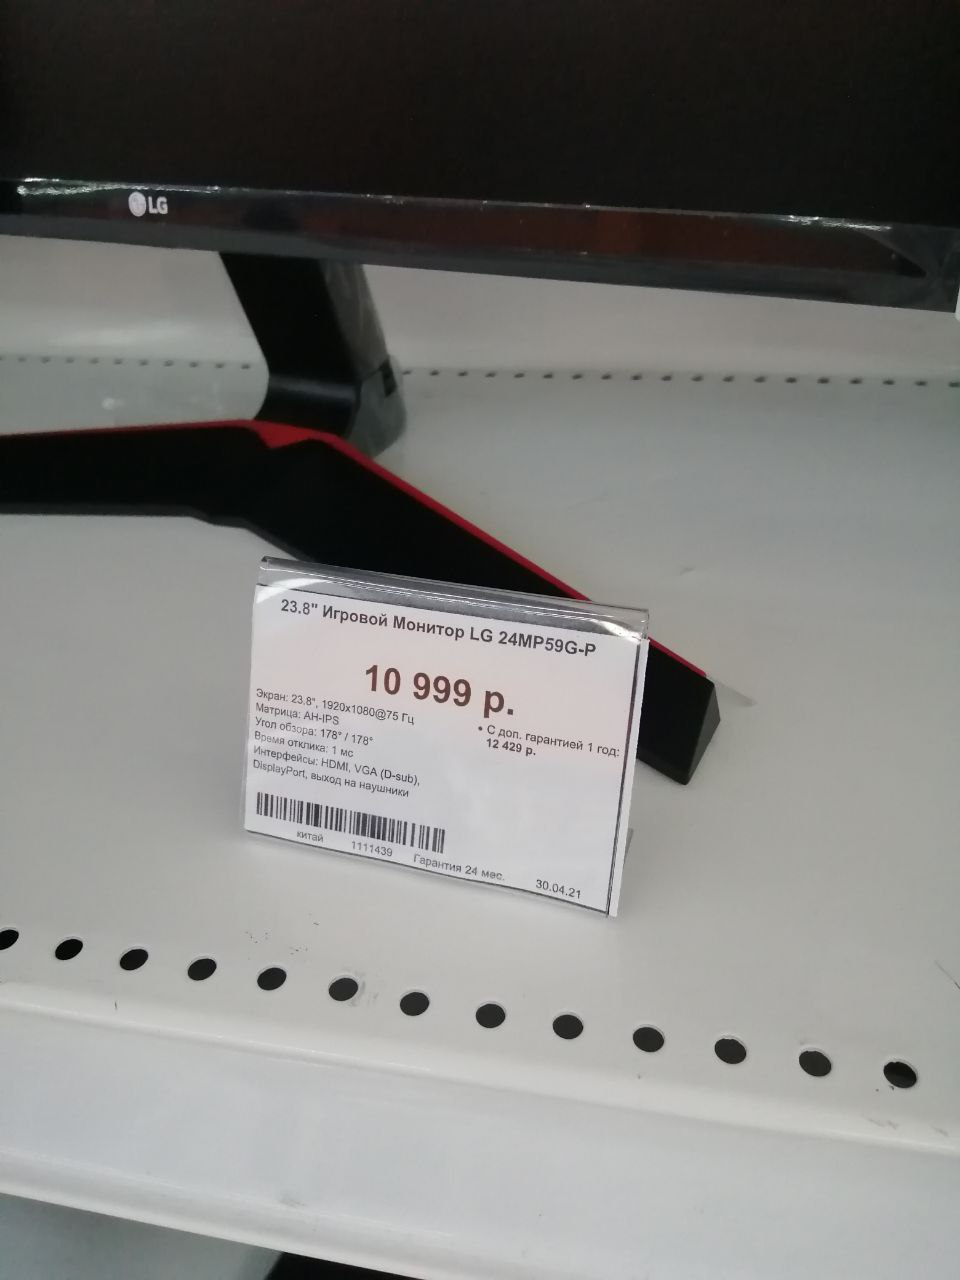 LG
23.8" Игровой Монитор LG 24MP59G-P
10 999 р.
Экран: 23,8", 1920x1080@75 Гц
Матрица: AH-IPS
Угол обзора: 178° / 178°
Время отклика: 1 мс
Интерфейсы: HDMI, VGA (D-sub),
DisplayPort, выход на наушники
• С доп. гарантией 1 год:
12 429 р.
китай 1111439 Гарантия 24 мес. 30.04.21